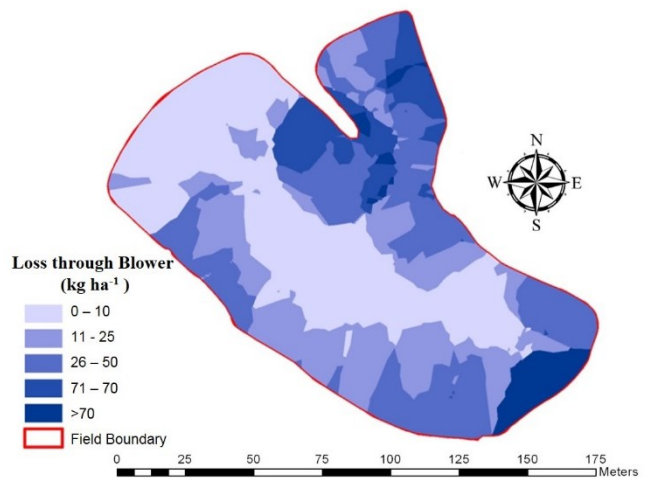 N
W E
S
Loss through Blower
(kg ha⁻¹ )
0 – 10
11 - 25
26 – 50
71 – 70
>70
Field Boundary
0 25 50 75 100 125 150 175
Meters